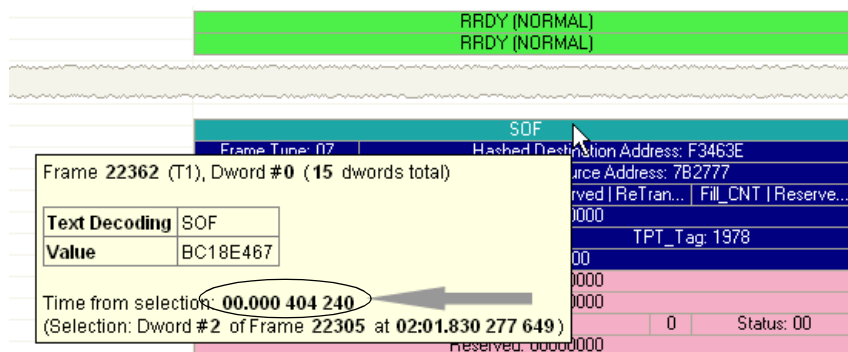 RRDY (NORMAL)
RRDY (NORMAL)
SOF
Frame Type: 07 Hashed Destination Address: F3463E
Frame 22362 (T1), Dword #0 (15 dwords total)
urce Address: 7B2777
rved | ReTran... Fill_CNT | Reserve...
Text Decoding SOF
0000
TPT_Tag: 1978
Value BC18E467
00
0000
Time from selection: 00.000 404 240
0000
(Selection: Dword #2 of Frame 22305 at 02:01.830 277 649)
0 Status: 00
Reserved: 00000000